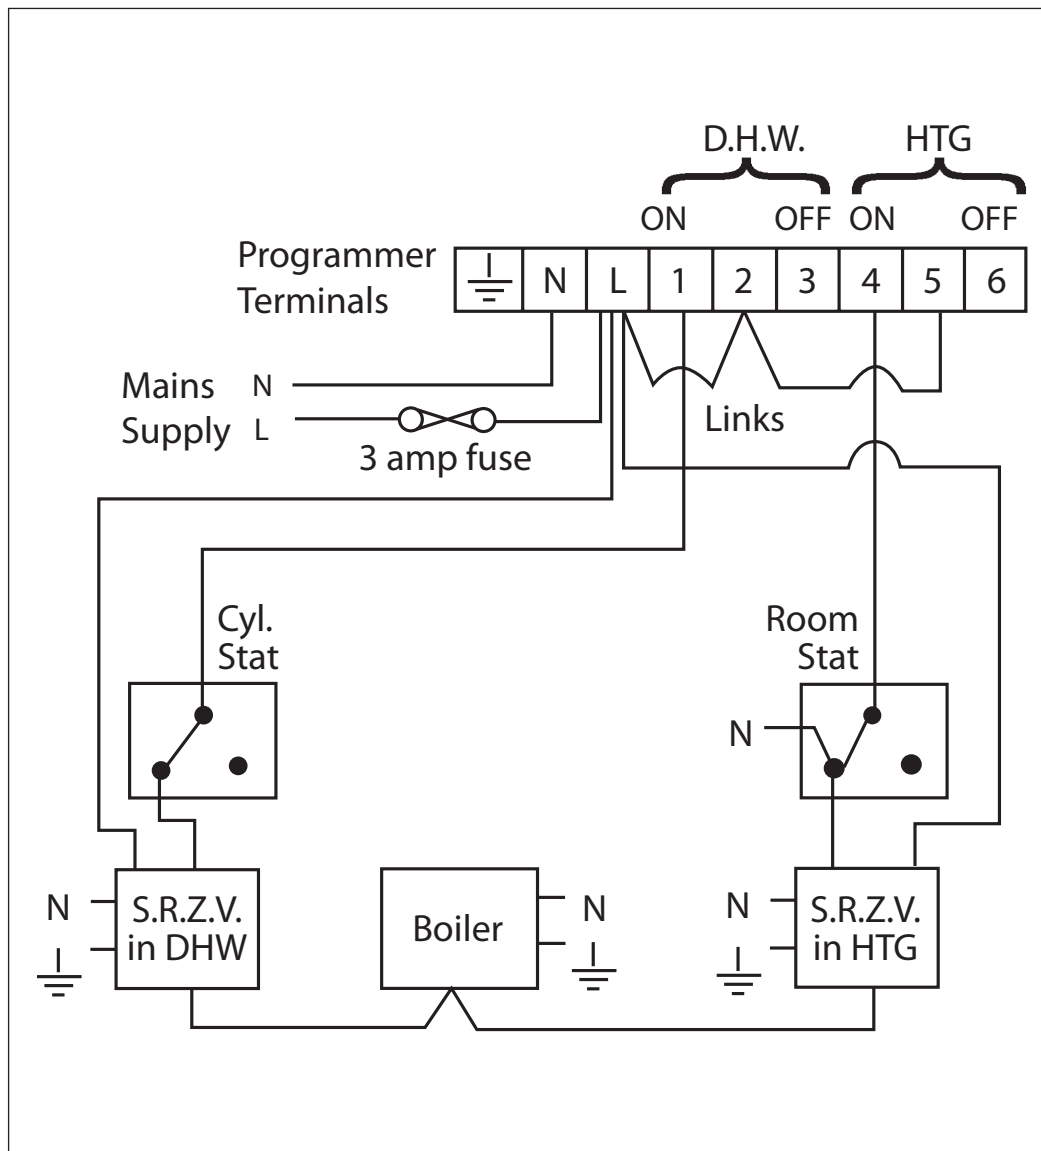 D.H.W. HTG
ON OFF ON OFF
Programmer
Terminals
N L 1 2 3 4 5 6
Mains N
Supply L
3 amp fuse
Links
Cyl.
Stat
Room
Stat
N
N
S.R.Z.V.
in DHW
Boiler
N
N
S.R.Z.V.
in HTG